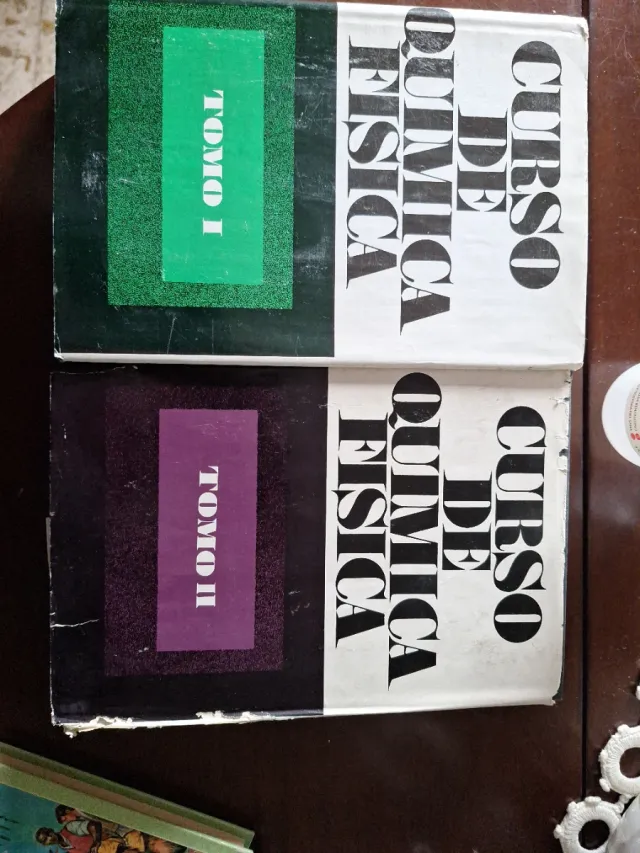 CURSO
DE
QUIMICA
FISICA
TOMO I
CURSO
DE
QUIMICA
FISICA
TOMO II